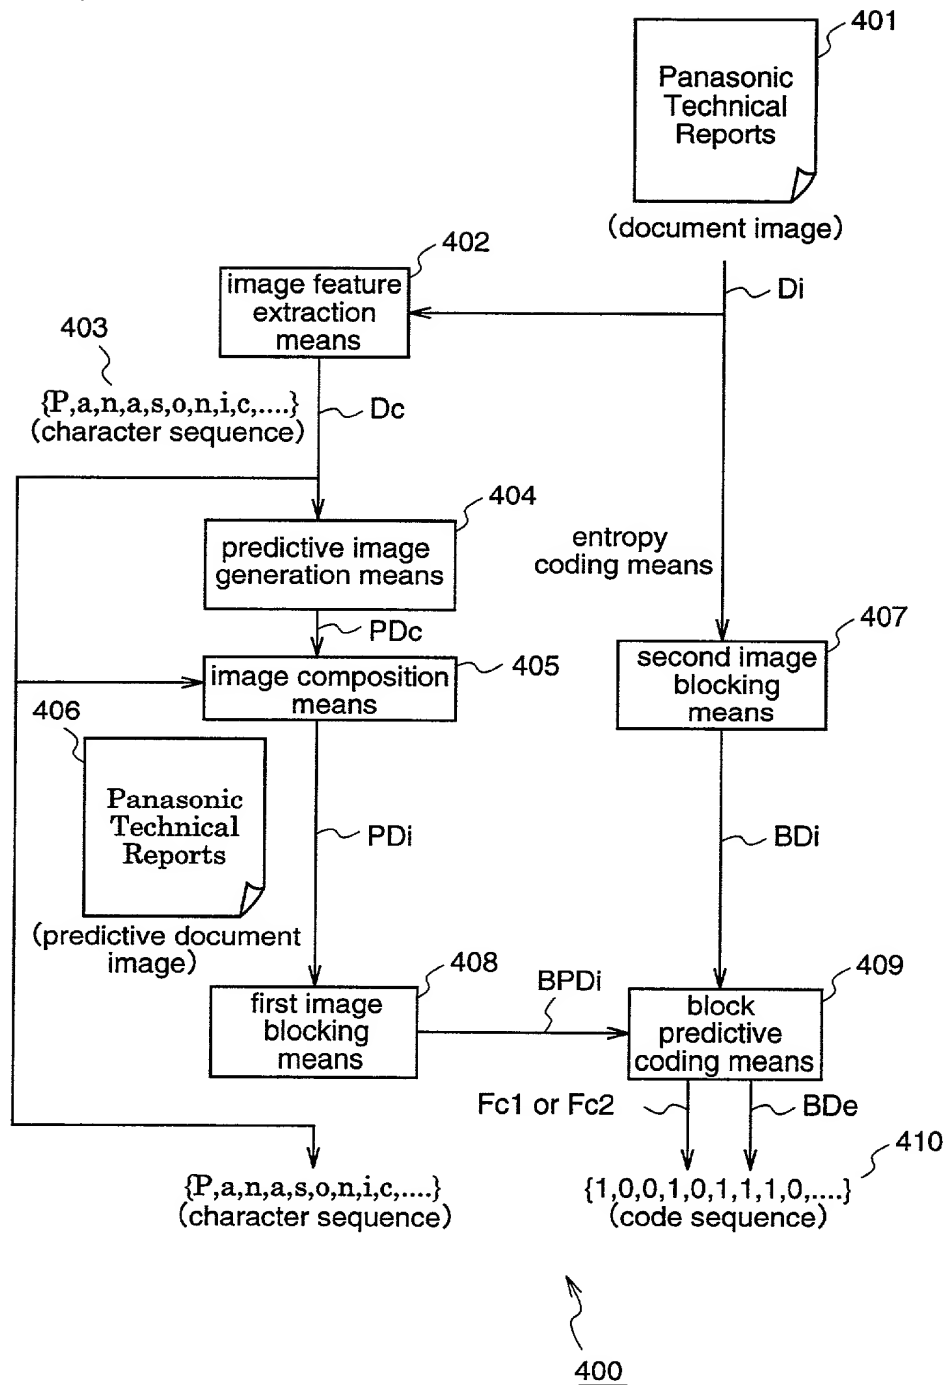 401
Panasonic
Technical
Reports
(document image)
402
image feature
extraction
means
Di
403
{P,a,n,a,s,o,n,i,c,....}
(character sequence)
Dc
404
predictive image
generation means
entropy
coding means
PDc
407
405
image composition
means
second image
blocking
means
406
Panasonic
Technical
Reports
PDi
BDi
(predictive document
image)
408
first image
blocking
means
BPDi
409
block
predictive
coding means
Fc1 or Fc2
BDe
410
{P,a,n,a,s,o,n,i,c,....}
(character sequence)
{1,0,0,1,0,1,1,1,0,....}
(code sequence)
400